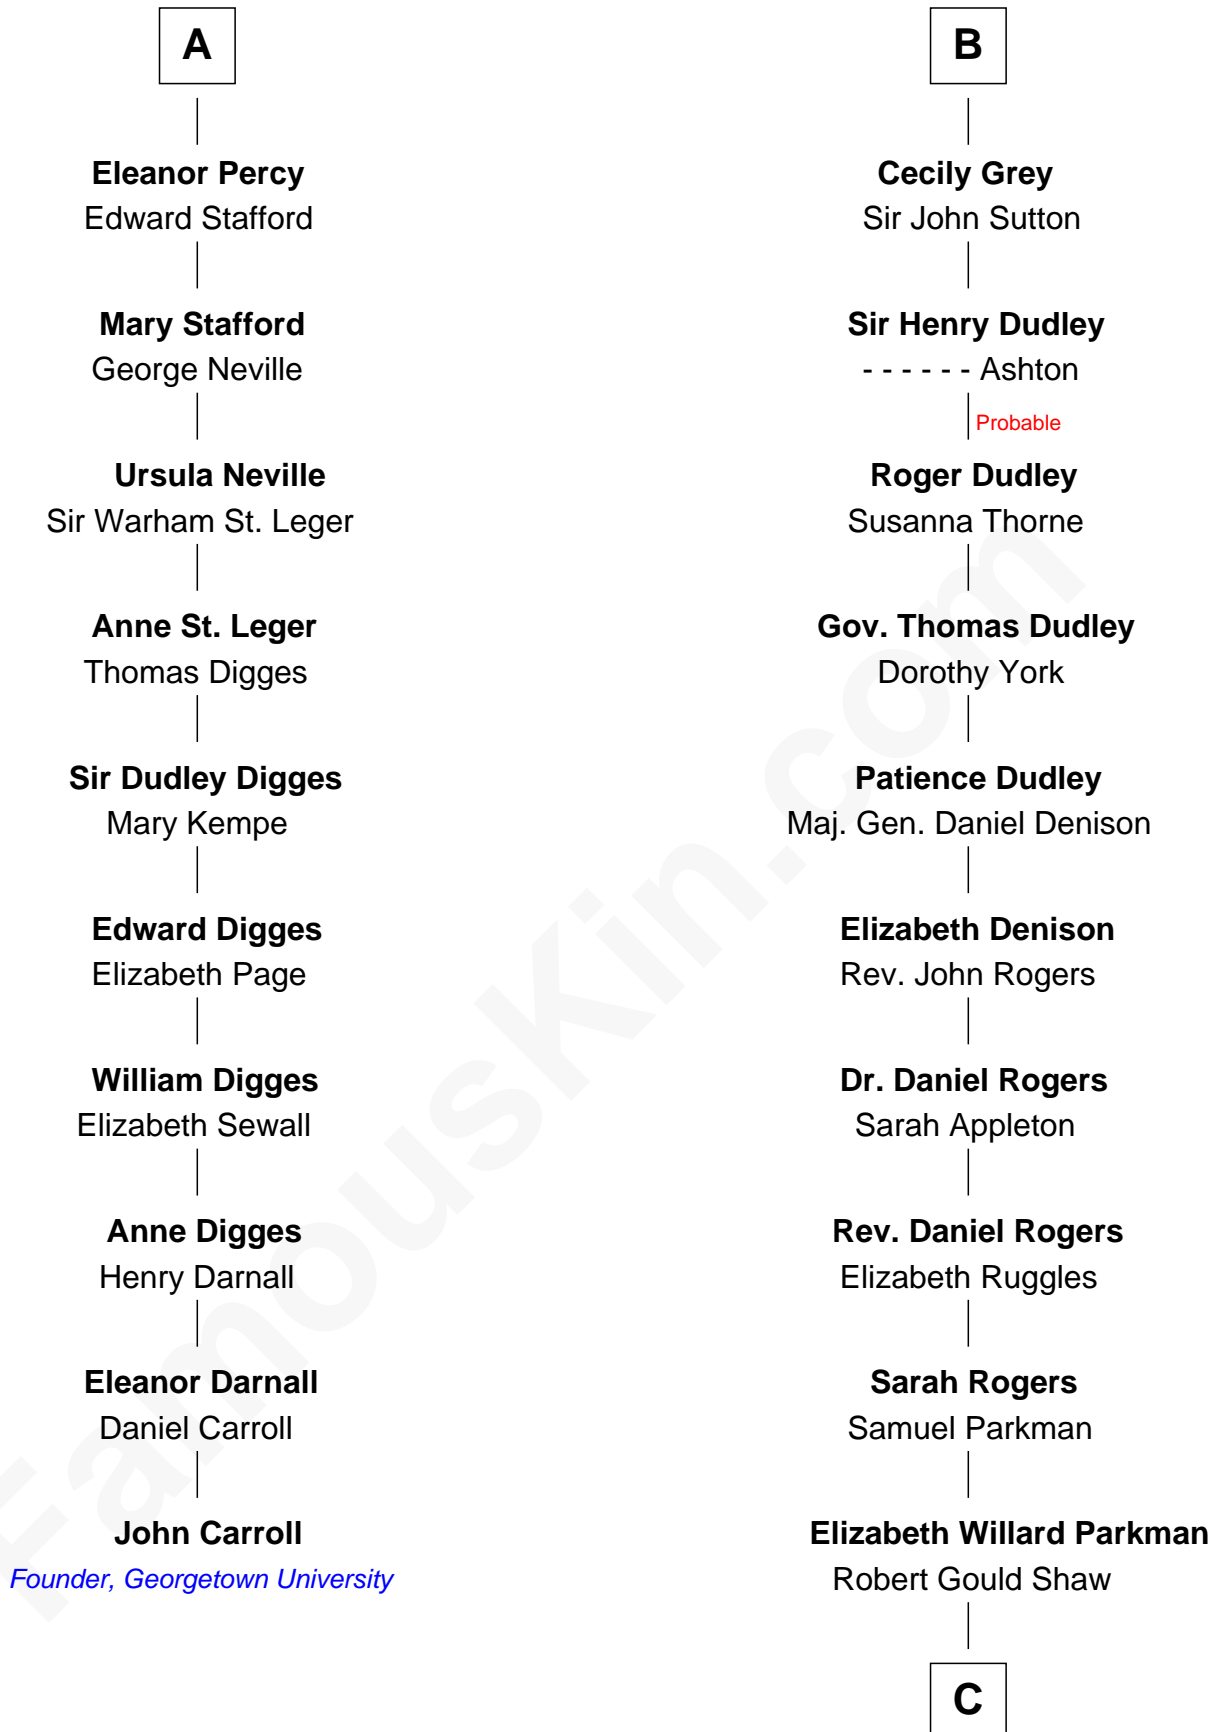 A
Eleanor Percy
Edward Stafford
Mary Stafford
George Neville
Ursula Neville
Sir Warham St. Leger
Anne St. Leger
Thomas Digges
Sir Dudley Digges
Mary Kempe
Edward Digges
Elizabeth Page
William Digges
Elizabeth Sewall
Anne Digges
Henry Darnall
Eleanor Darnall
Daniel Carroll
John Carroll
Founder, Georgetown University
B
Cecily Grey
Sir John Sutton
Sir Henry Dudley
- - - - - - Ashton
Probable
Roger Dudley
Susanna Thorne
Gov. Thomas Dudley
Dorothy York
Patience Dudley
Maj. Gen. Daniel Denison
Elizabeth Denison
Rev. John Rogers
Dr. Daniel Rogers
Sarah Appleton
Rev. Daniel Rogers
Elizabeth Ruggles
Sarah Rogers
Samuel Parkman
Elizabeth Willard Parkman
Robert Gould Shaw
C
FamousKin.com